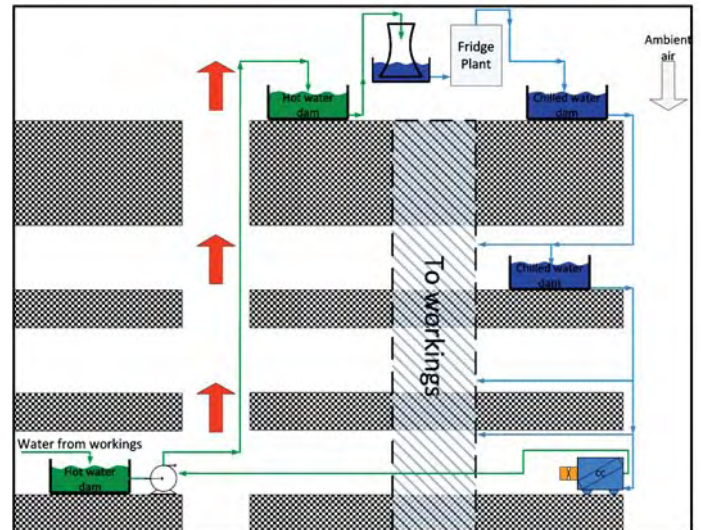 Fridge
Plant
Ambient
air
Hot water
dam
Chilled water
dam
To workings
Chilled water
dam
Water from workings
Hot water
dam
CC